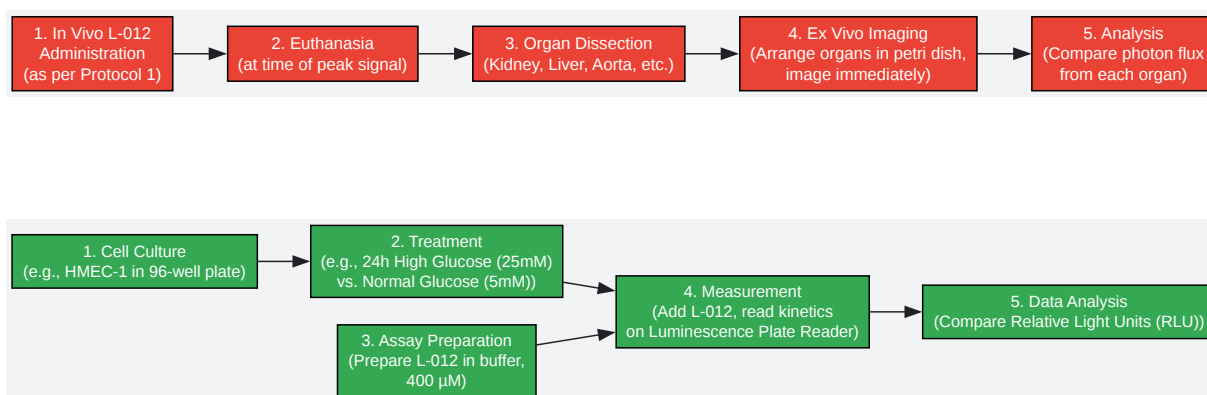 1. In Vivo L-012
Administration
(as per Protocol 1)
2. Euthanasia
(at time of peak signal)
3. Organ Dissection
(Kidney, Liver, Aorta, etc.)
4. Ex Vivo Imaging
(Arrange organs in petri dish,
image immediately)
5. Analysis
(Compare photon flux
from each organ)
1. Cell Culture
(e.g., HMEC-1 in 96-well plate)
2. Treatment
(e.g., 24h High Glucose (25mM)
vs. Normal Glucose (5mM))
3. Assay Preparation
(Prepare L-012 in buffer,
400 µM)
4. Measurement
(Add L-012, read kinetics
on Luminescence Plate Reader)
5. Data Analysis
(Compare Relative Light Units (RLU))